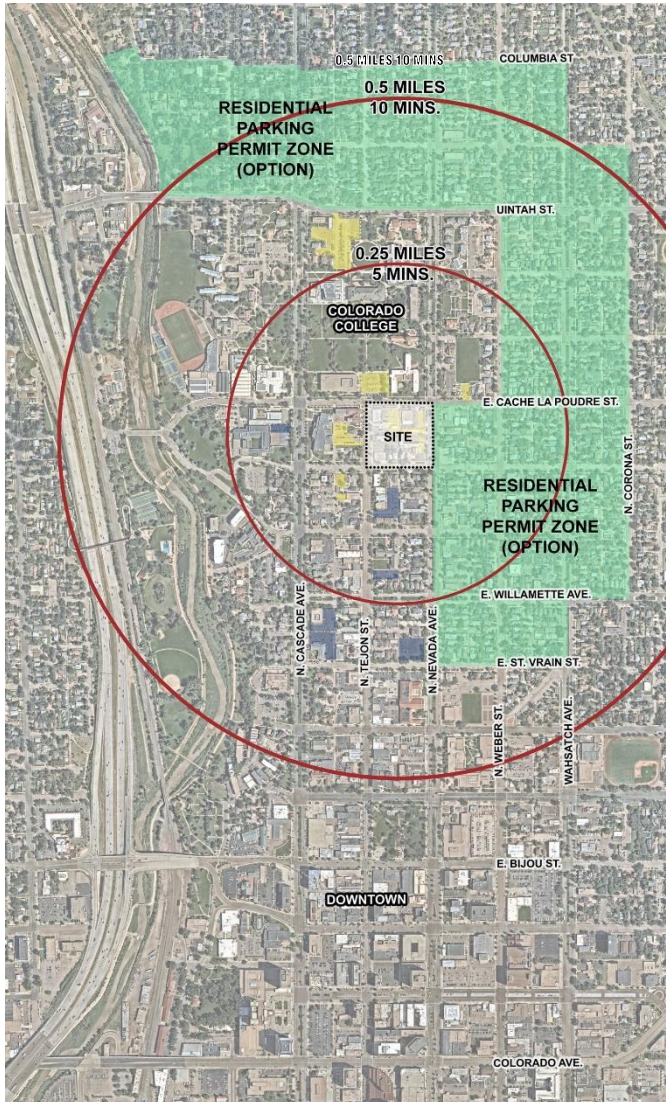 COLUMBIA ST
0.5 MILES 10 MINS
0.5 MILES
10 MINS.
RESIDENTIAL
PARKING
PERMIT ZONE
(OPTION)
UINTAH ST.
0.25 MILES
5 MINS.
COLORADO
COLLEGE
E. CACHE LA POUDRE ST.
SITE
N. CORONA ST.
RESIDENTIAL
PARKING
PERMIT ZONE
(OPTION)
E. WILLAMETTE AVE.
N. CASCADE AVE.
N. TEJON ST.
N. NEVADA AVE.
E. ST. VRAIN ST.
N. WEBER ST.
WAHSATCH AVE.
E. BIJOU ST.
DOWNTOWN
COLORADO AVE.